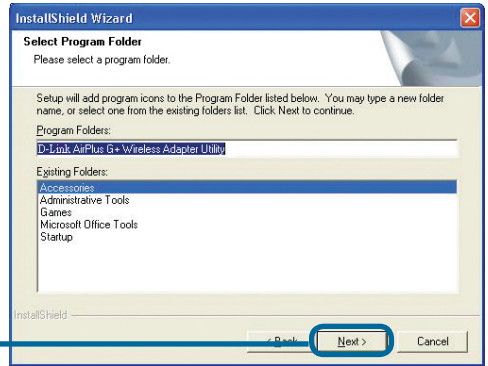 InstallShield Wizard
Select Program Folder
Please select a program folder.
Setup will add program icons to the Program Folder listed below. You may type a new folder
name, or select one from the existing folders list. Click Next to continue.
Program Folders:
D-Link AirPlus G+ Wireless Adapter Utility
Existing Folders:
Accessories
Administrative Tools
Games
Microsoft Office Tools
Startup
InstallShield
< Back Next > Cancel